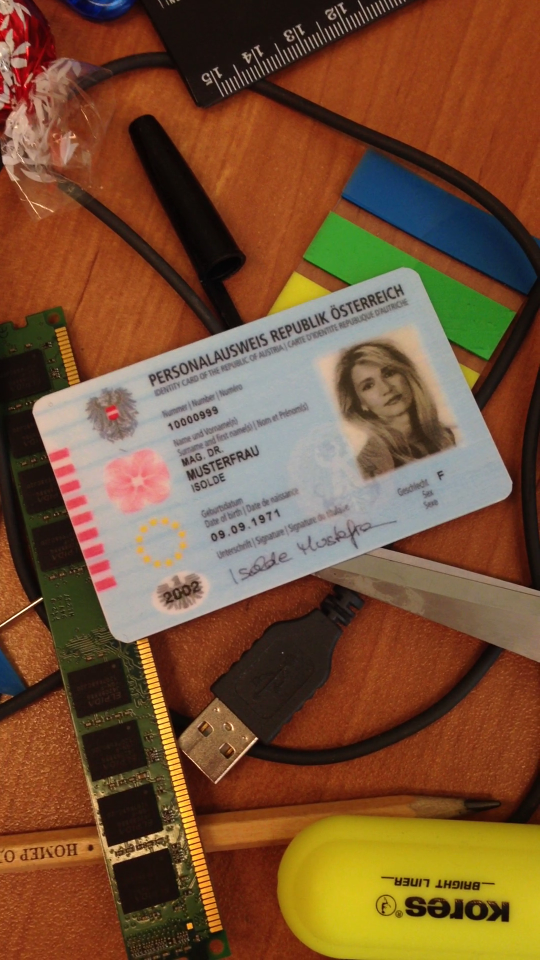 15 14 13 12
PERSONALAUSWEIS REPUBLIK ÖSTERREICH
IDENTITY CARD OF THE REPUBLIC OF AUSTRIA | CARTE D'IDENTITÉ RÉPUBLIQUE D'AUTRICHE
Nummer | Number | Numéro
10000999
Name und Vorname(n)
Surname and first name(s) | Nom et Prénom(s)
MAG. DR.
MUSTERFRAU
ISOLDE
Geburtsdatum
Date of birth | Date de naissance
09.09.1971
Geschlecht F
Sex
Sexe
Unterschrift | Signature | Signature du titulaire
Isolde Musterfrau
2002
HOMEP
Kores®
BRIGHT LINER